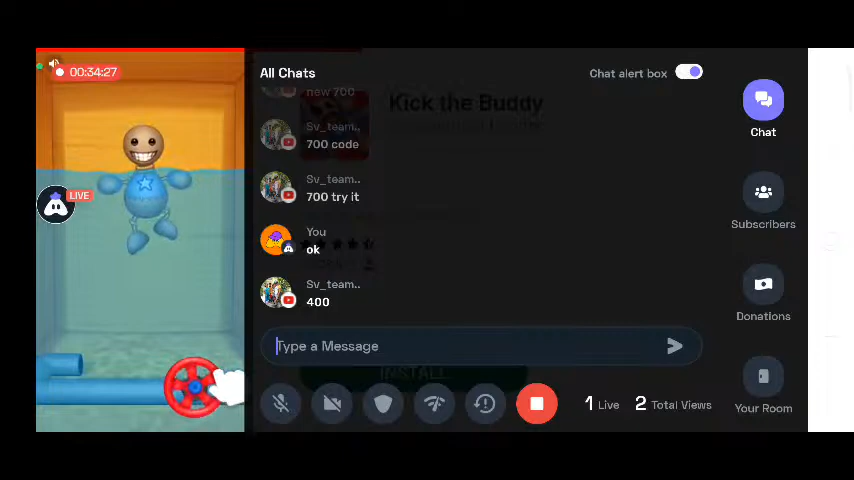 00:34:27
LIVE
All Chats
Chat alert box
new 700
Kick the Buddy
Sv_team..
700 code
Sv_team..
700 try it
You
ok
Sv_team..
400
Type a Message
INSTALL
1 Live 2 Total Views
Chat
Subscribers
Donations
Your Room